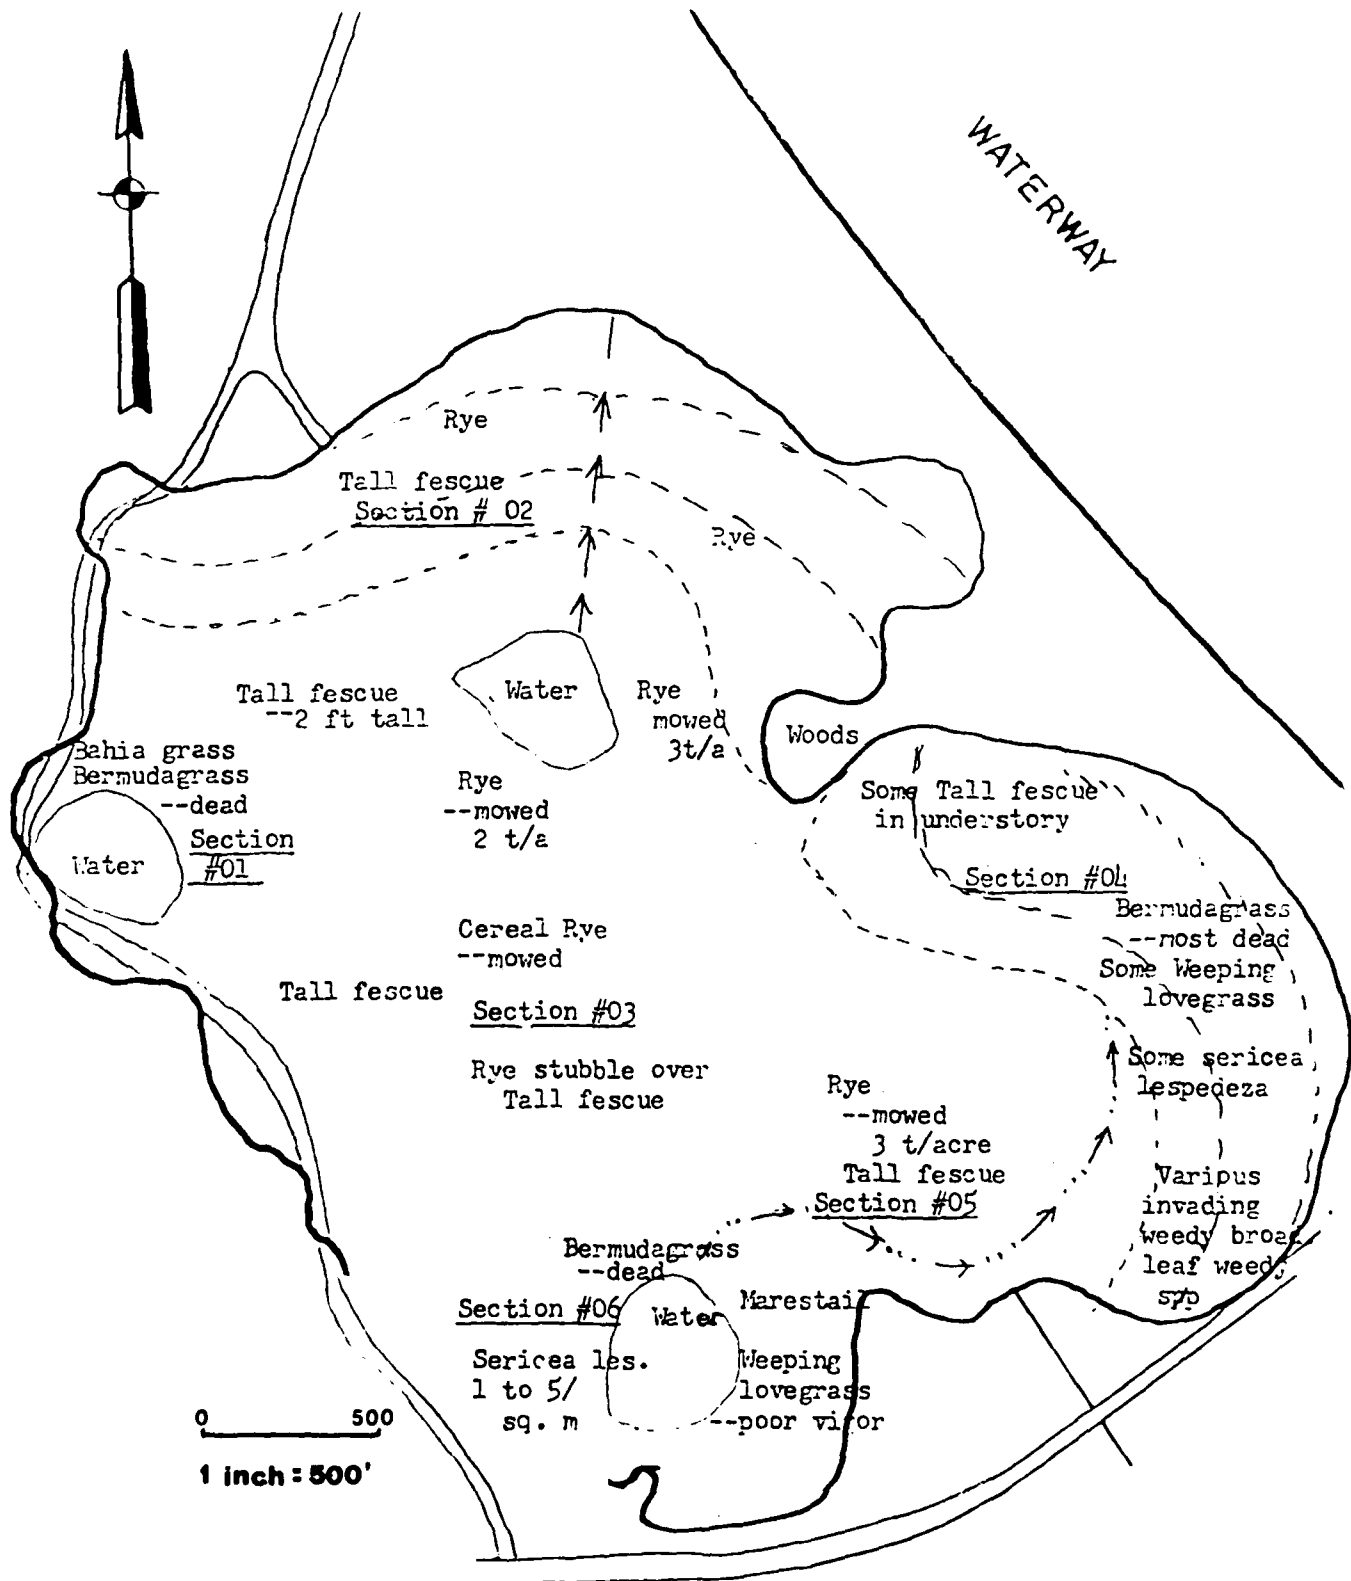 WATERWAY
Rye
Tall fescue
Section # 02
Rye
Tall fescue
--2 ft tall
Water
Rye
mowed
3t/a
Woods
Bahia grass
Bermudagrass
--dead
Section
#01
Water
Rye
--mowed
2 t/a
Some Tall fescue
in understory
Section #04
Bermudagrass
--most dead
Some Weeping
lovegrass
Some sericea
lespedeza
Various
invading
weedy broad
leaf weedy
spp
Cereal Rye
--mowed
Tall fescue
Section #03
Rye stubble over
Tall fescue
Rye
--mowed
3 t/acre
Tall fescue
Section #05
Bermudagrass
--dead
Section #06
Water
Marestail
Sericea les.
1 to 5/
sq. m
Weeping
lovegrass
--poor vigor
0 500
1 inch = 500'